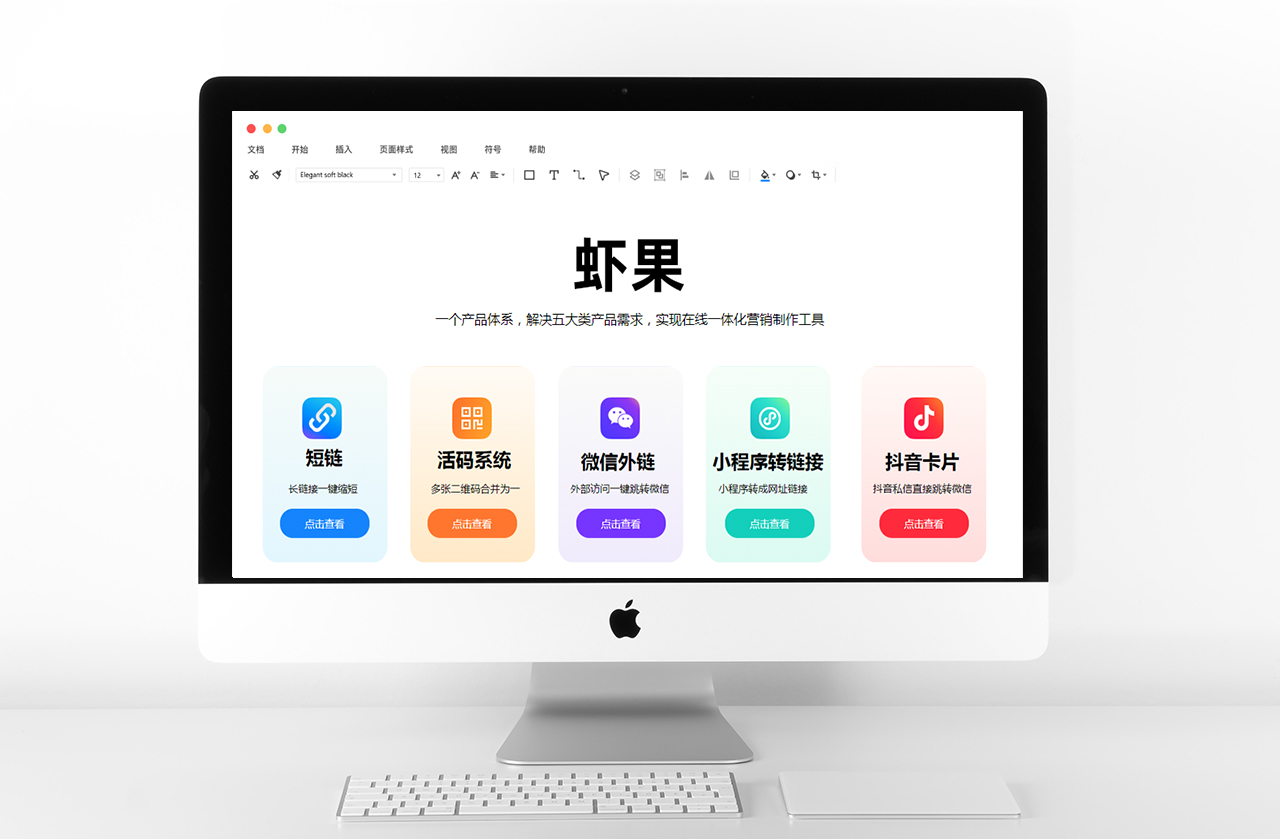 文档 开始 插入 页面样式 视图 符号 帮助
Elegant soft black 12 A+ A-
虾果
一个产品体系，解决五大类产品需求，实现在线一体化营销制作工具
短链 活码系统 微信外链 小程序转链接 抖音卡片
长链接一键缩短 多张二维码合并为一 外部访问一键跳转微信 小程序转成网址链接 抖音私信直接跳转微信
点击查看 点击查看 点击查看 点击查看 点击查看